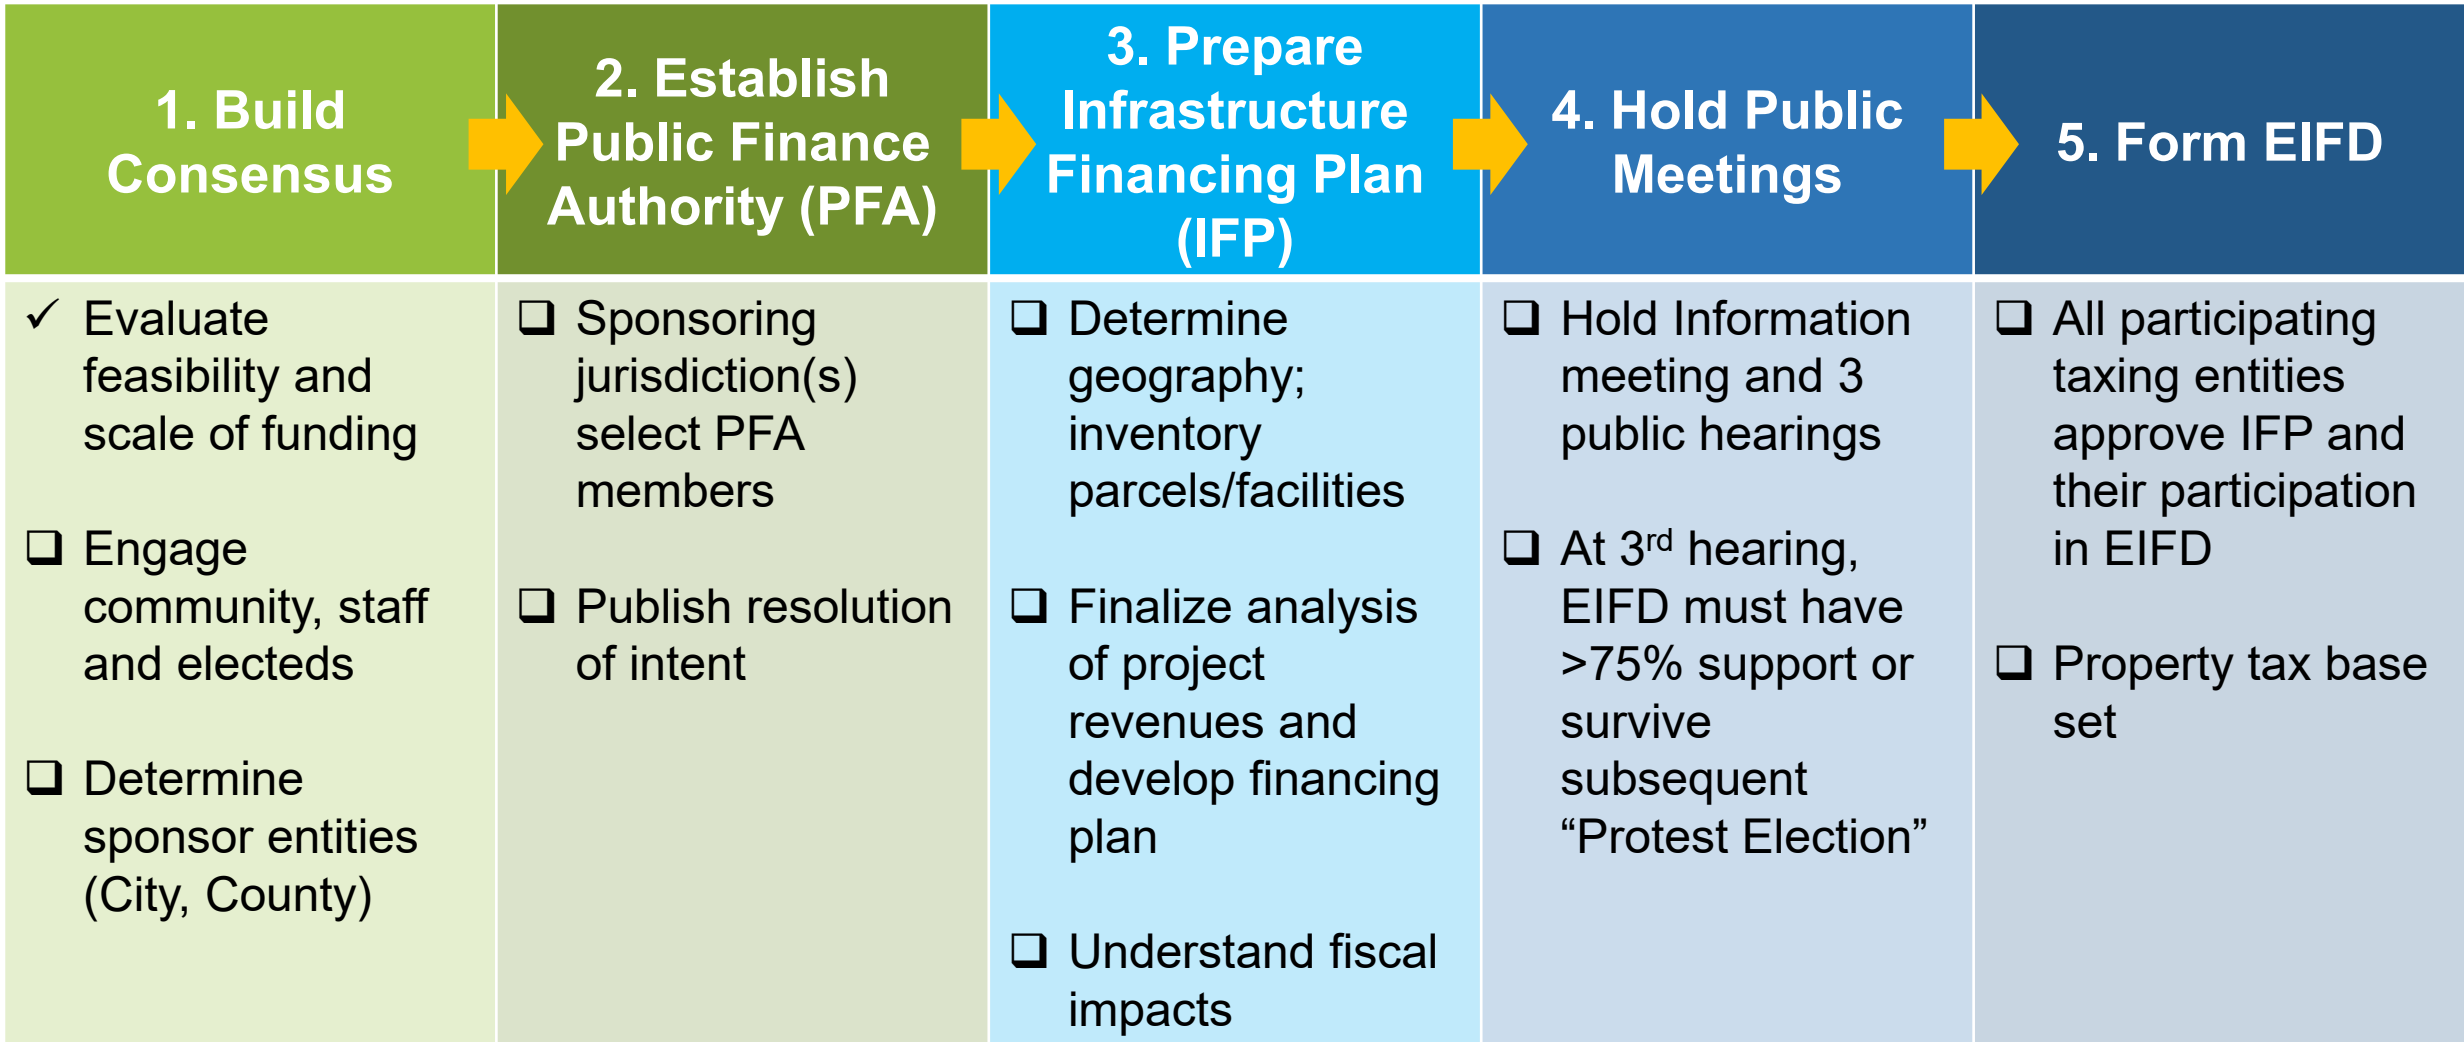 1. Build
Consensus
2. Establish
Public Finance
Authority (PFA)
3. Prepare
Infrastructure
Financing Plan
(IFP)
4. Hold Public
Meetings
5. Form EIFD
✓ Evaluate
feasibility and
scale of funding
❑ Engage
community, staff
and electeds
❑ Determine
sponsor entities
(City, County)
❑ Sponsoring
jurisdiction(s)
select PFA
members
❑ Publish resolution
of intent
❑ Determine
geography;
inventory
parcels/facilities
❑ Finalize analysis
of project
revenues and
develop financing
plan
❑ Understand fiscal
impacts
❑ Hold Information
meeting and 3
public hearings
❑ At 3rd hearing,
EIFD must have
>75% support or
survive
subsequent
“Protest Election”
❑ All participating
taxing entities
approve IFP and
their participation
in EIFD
❑ Property tax base
set